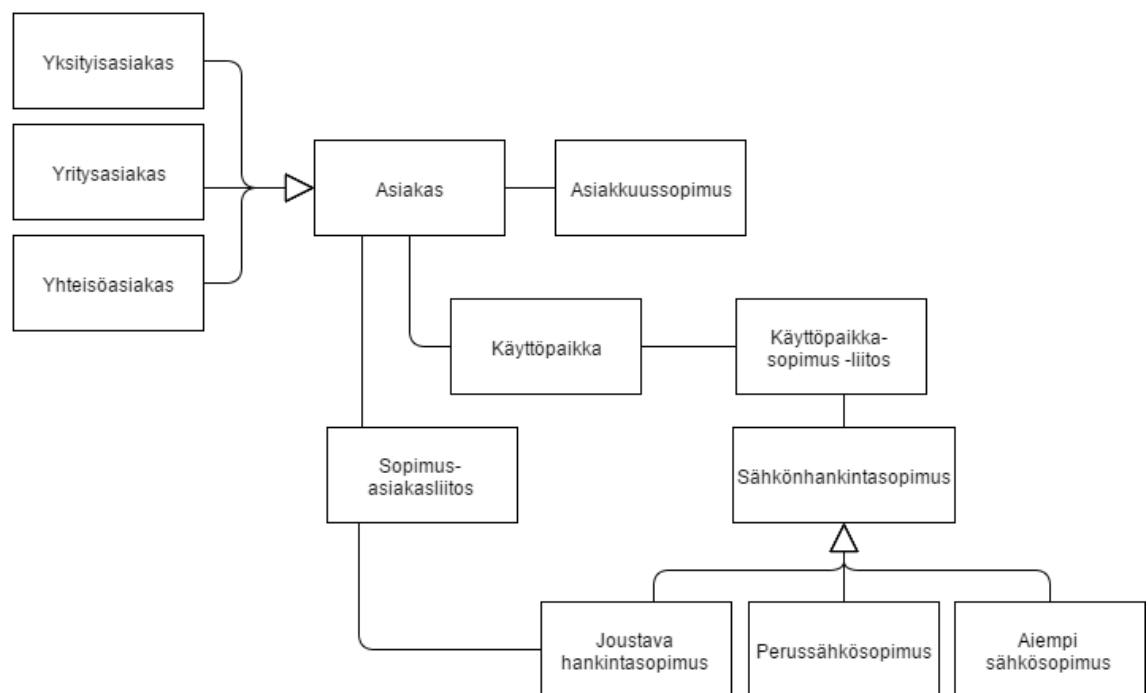 Yksityisasiakas
Yritysasiakas
Yhteisöasiakas
Asiakas
Asiakkuussopimus
Käyttöpaikka
Käyttöpaikka-
sopimus -liitos
Sopimus-
asiakasliitos
Sähkönhankintasopimus
Joustava
hankintasopimus
Perussähkösopimus
Aiempi
sähkösopimus